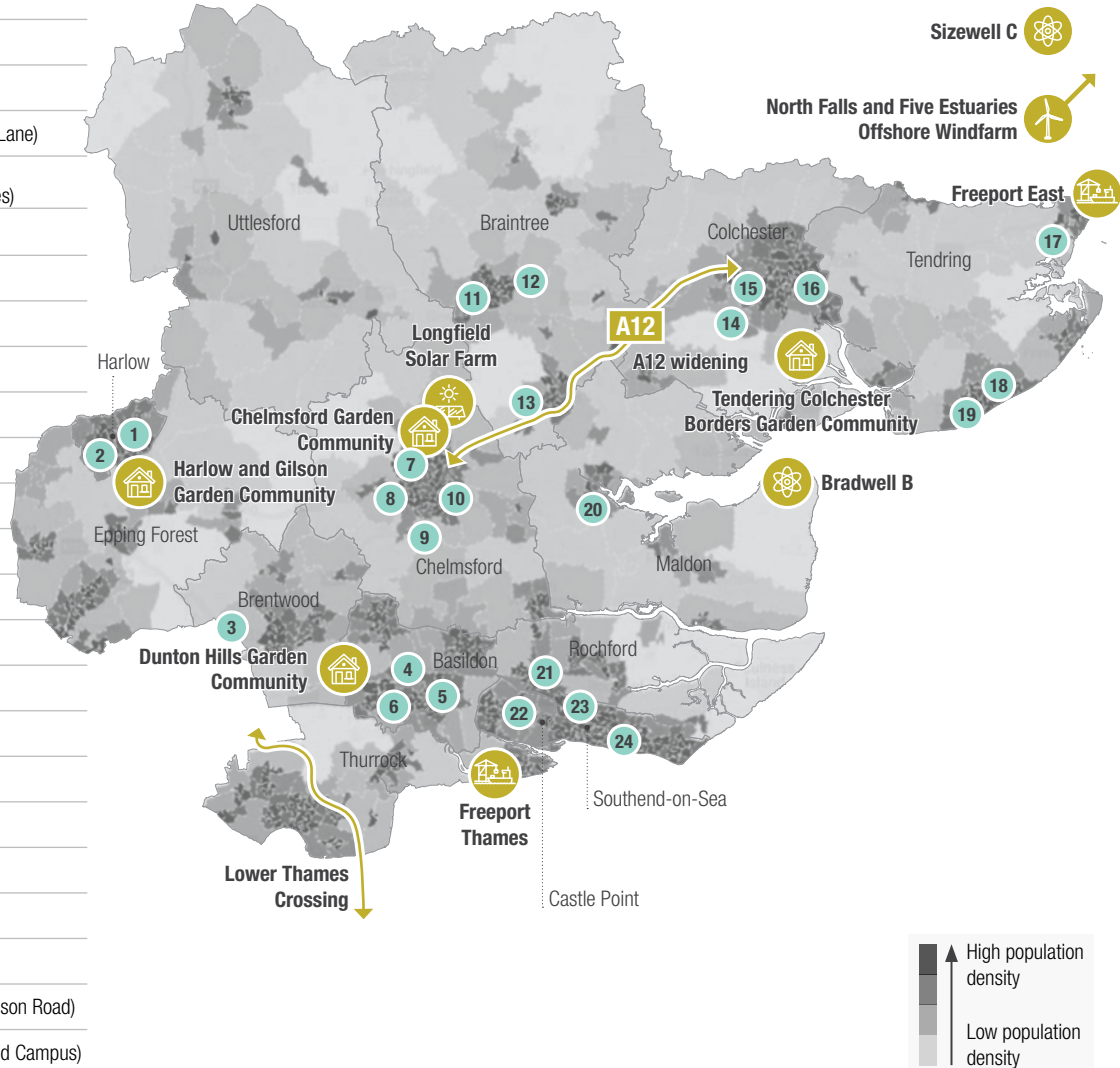 Lane)
es)
son Road)
d Campus)
Sizewell C
North Falls and Five Estuaries
Offshore Windfarm
Freeport East
17
Uttlesford
Braintree
Colchester
Tendring
11
12
15
16
14
Longfield
Solar Farm
A12
A12 widening
Harlow
Chelmsford Garden
Community
13
Tendering Colchester
Borders Garden Community
18
19
1
2
Harlow and Gilson
Garden Community
Epping Forest
7
8
10
9
Chelmsford
20
Bradwell B
Maldon
Brentwood
3
Dunton Hills Garden
Community
4
Basildon
5
6
Rochford
21
22
23
24
Thurrock
Freeport
Thames
Southend-on-Sea
Lower Thames
Crossing
Castle Point
High population
density
Low population
density